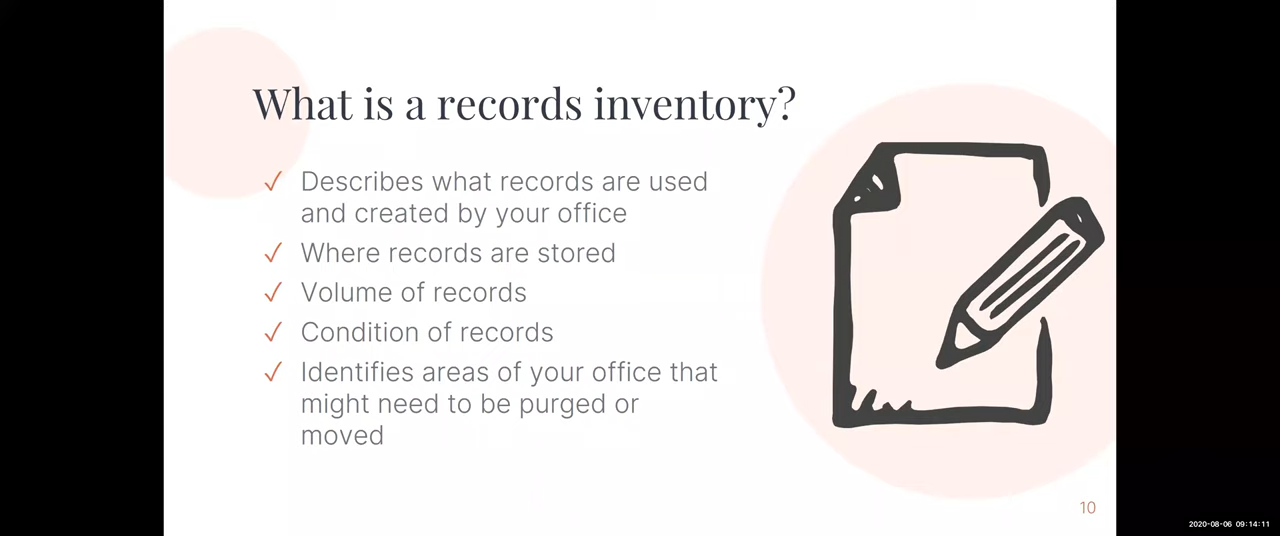 What is a records inventory?
✓ Describes what records are used
and created by your office
✓ Where records are stored
✓ Volume of records
✓ Condition of records
✓ Identifies areas of your office that
might need to be purged or
moved
10
2020-08-06 09:14:11